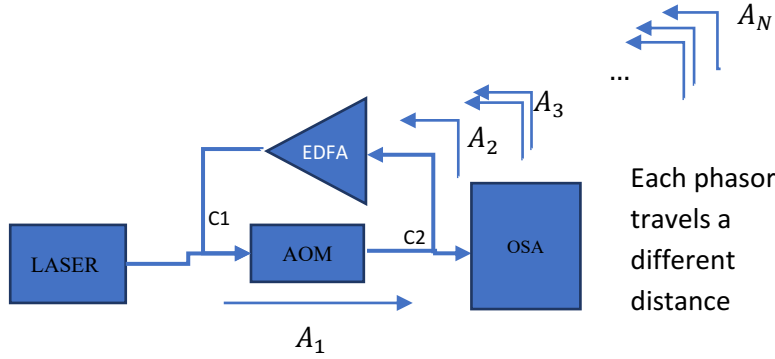 A_N
...
A_3
A_2
EDFA
Each phasor
travels a
different
distance
C1
C2
LASER
AOM
OSA
A_1